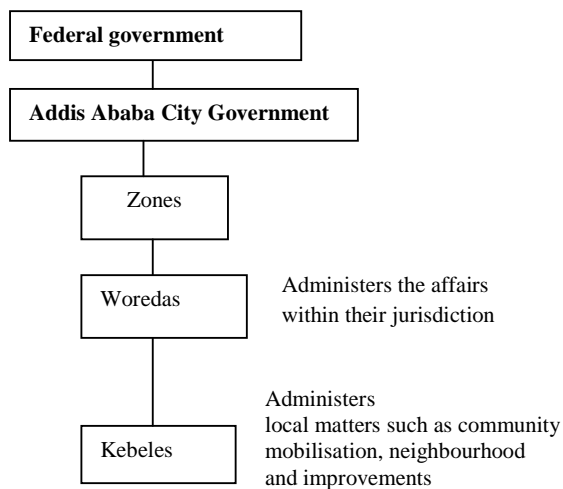 Federal government
Addis Ababa City Government
Zones
Woredas
Administers the affairs
within their jurisdiction
Administers
local matters such as community
mobilisation, neighbourhood
and improvements
Kebeles